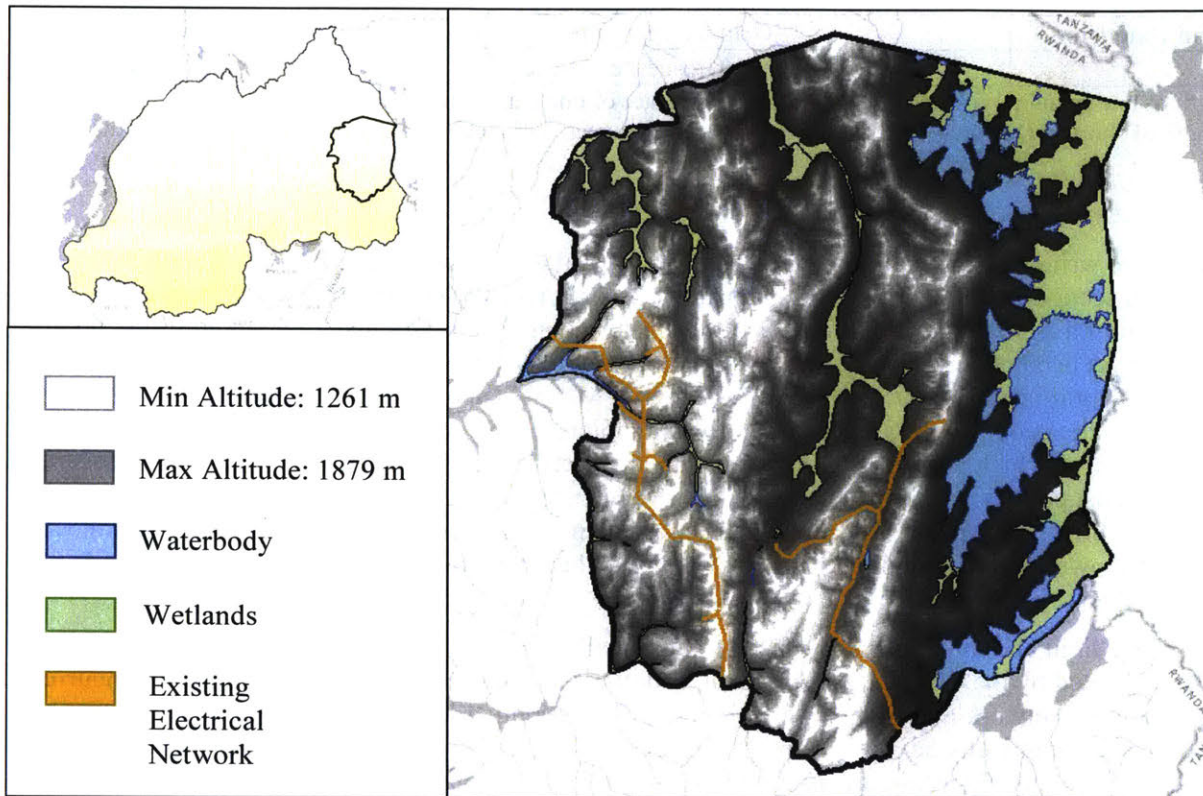 TANZANIA
RWANDA
Min Altitude: 1261 m
Max Altitude: 1879 m
Waterbody
Wetlands
Existing
Electrical
Network
RWANDA